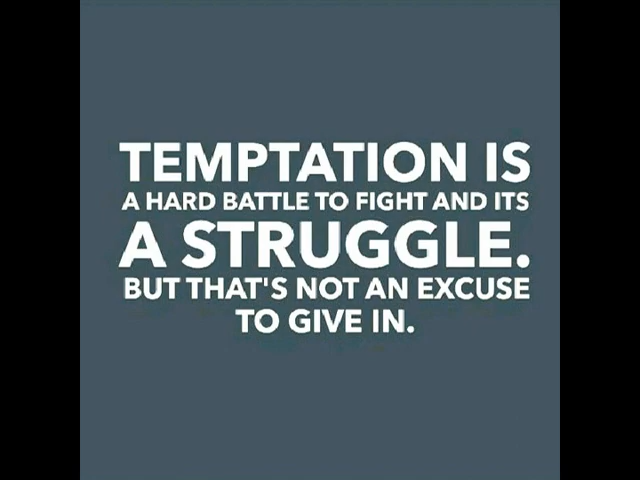 TEMPTATION IS
A HARD BATTLE TO FIGHT AND ITS
A STRUGGLE.
BUT THAT'S NOT AN EXCUSE
TO GIVE IN.